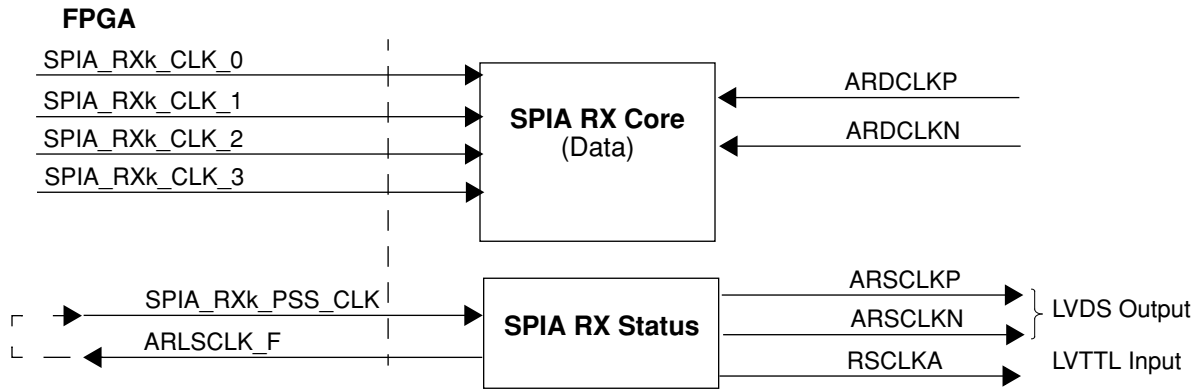 FPGA
SPIA_RXk_CLK_0
SPIA_RXk_CLK_1
SPIA_RXk_CLK_2
SPIA_RXk_CLK_3
SPIA RX Core
(Data)
ARDCLKP
ARDCLKN
SPIA_RXk_PSS_CLK
ARLSCLK_F
SPIA RX Status
ARSCLKP
ARSCLKN
LVDS Output
RSCLKA
LVTTL Input